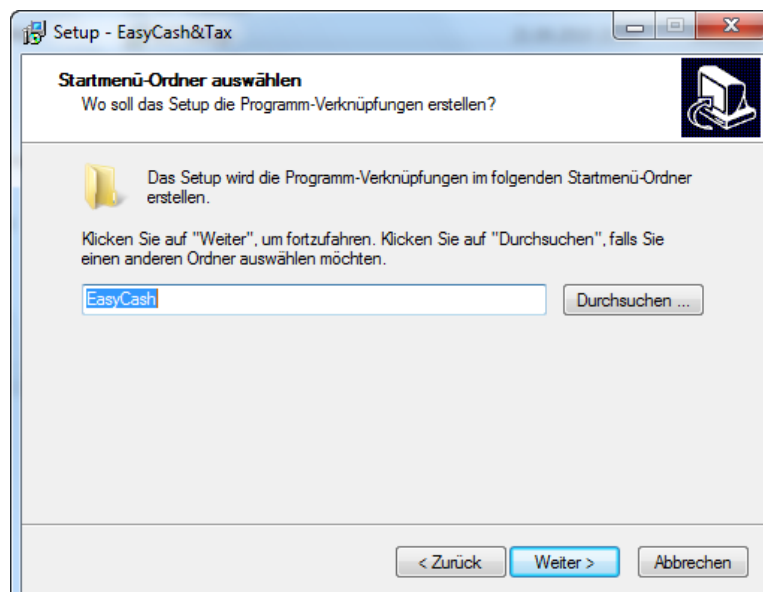 Setup - EasyCash&Tax
Startmenü-Ordner auswählen
Wo soll das Setup die Programm-Verknüpfungen erstellen?
Das Setup wird die Programm-Verknüpfungen im folgenden Startmenü-Ordner
erstellen.
Klicken Sie auf "Weiter", um fortzufahren. Klicken Sie auf "Durchsuchen", falls Sie
einen anderen Ordner auswählen möchten.
EasyCash
Durchsuchen ...
< Zurück
Weiter >
Abbrechen